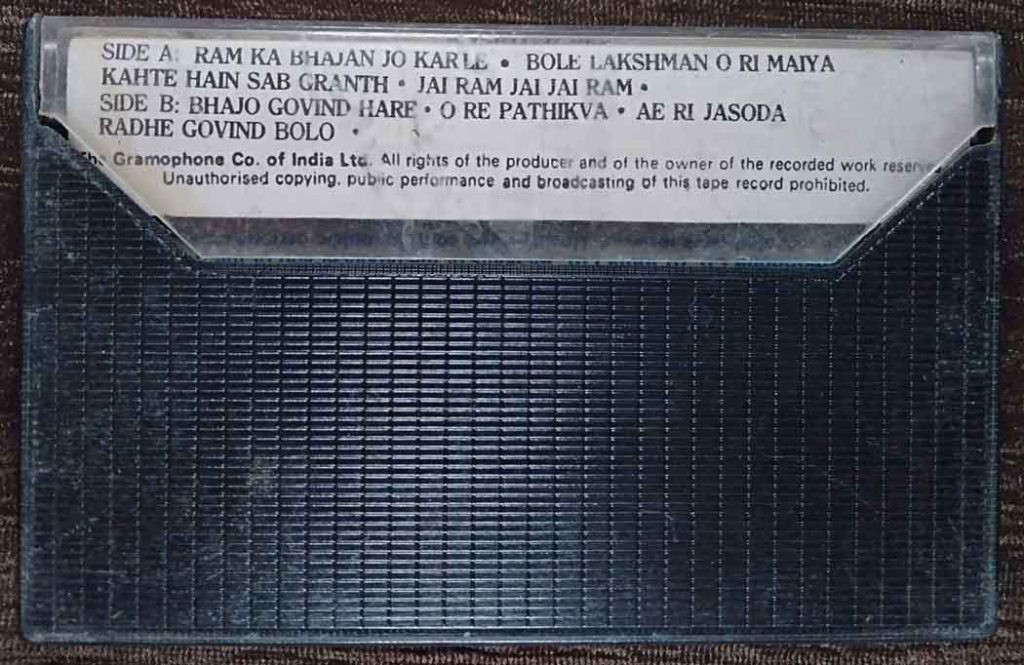 SIDE A: RAM KA BHAJAN JO KARLE • BOLE LAKSHMAN O RI MAIYA
KAHTE HAIN SAB GRANTH • JAI RAM JAI JAI RAM •
SIDE B: BHAJO GOVIND HARE • O RE PATHIKVA • AE RI JASODA
RADHE GOVIND BOLO •
The Gramophone Co. of India Ltd. All rights of the producer and of the owner of the recorded work reserve
Unauthorised copying, public performance and broadcasting of this tape record prohibited.